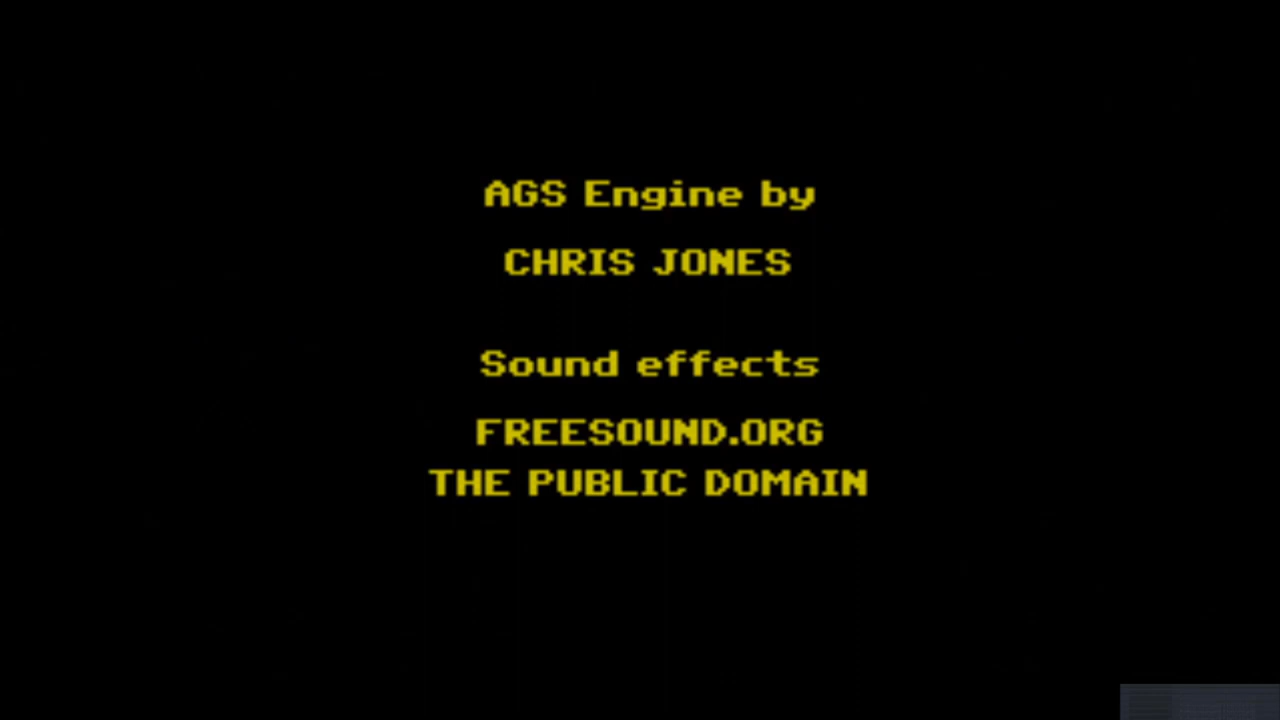 AGS Engine by
CHRIS JONES
Sound effects
FREESOUND.ORG
THE PUBLIC DOMAIN